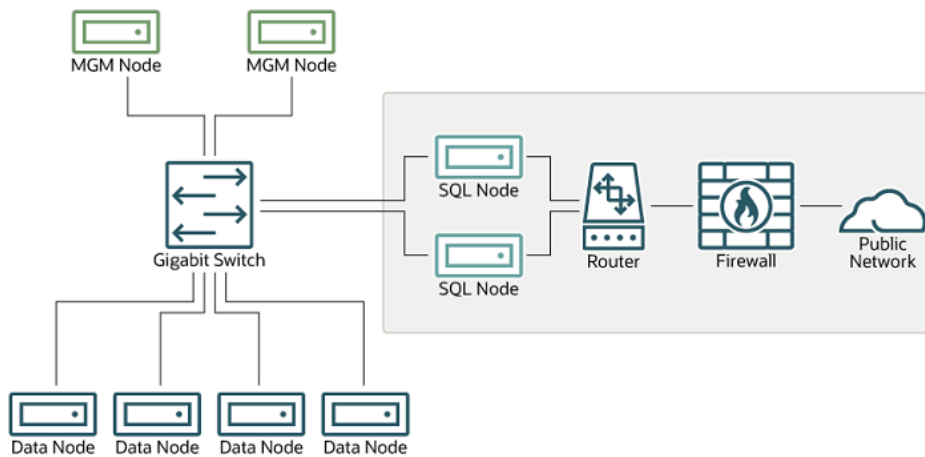 MGM Node
MGM Node
SQL Node
Gigabit Switch
SQL Node
Router
Firewall
Public
Network
Data Node
Data Node
Data Node
Data Node